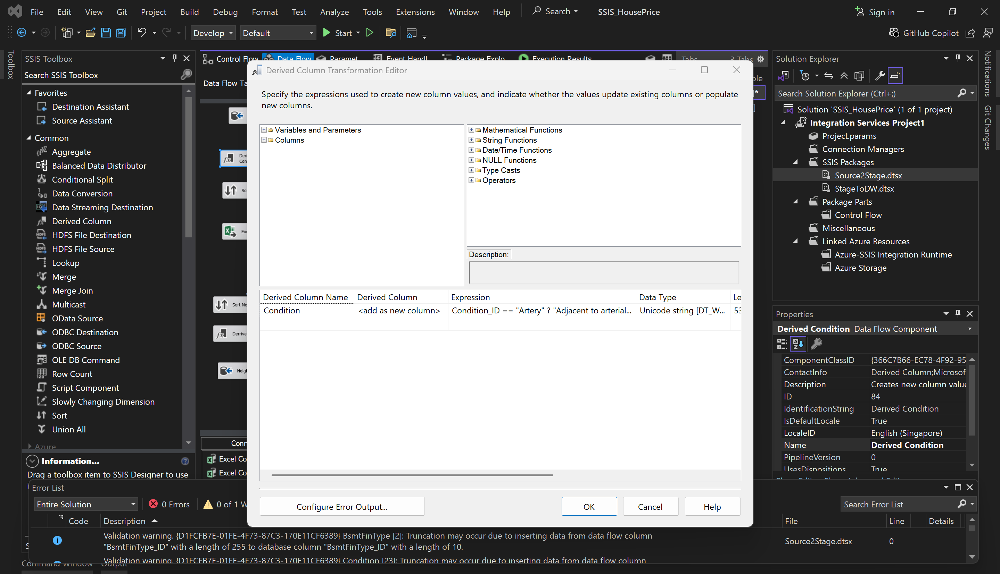 File Edit View Git Project Build Debug Format Test Analyze Tools Extensions Window Help Search SSIS_HousePrice Sign in
Develop Default Start GitHub Copilot
Toolbox
SSIS Toolbox
Search SSIS Toolbox
Favorites
Destination Assistant
Source Assistant
Common
Aggregate
Balanced Data Distributor
Conditional Split
Data Conversion
Data Streaming Destination
Derived Column
HDFS File Destination
HDFS File Source
Lookup
Merge
Merge Join
Multicast
OData Source
ODBC Destination
ODBC Source
OLE DB Command
Row Count
Script Component
Slowly Changing Dimension
Sort
Union All
Azure
Information...
Drag a toolbox item to SSIS Designer to use
Control Flow Data Flow Paramet Event Handl Package Explo Execution Results Tabs 3 Tabs
Data Flow Ta
Deri
Con
So
Exc
Sort Ne
Derrive
Neigh
Conn
Excel Co
Excel Co
Derived Column Transformation Editor
Specify the expressions used to create new column values, and indicate whether the values update existing columns or populate
new columns.
Variables and Parameters
Columns
Mathematical Functions
String Functions
Date/Time Functions
NULL Functions
Type Casts
Operators
Description:
Derived Column Name Derived Column Expression Data Type Le
Condition <add as new column> Condition_ID == "Artery" ? "Adjacent to arterial... Unicode string [DT_W... 53
Configure Error Output... OK Cancel Help
Solution Explorer
Search Solution Explorer (Ctrl+;)
Solution 'SSIS_HousePrice' (1 of 1 project)
Integration Services Project1
Project.params
Connection Managers
SSIS Packages
Source2Stage.dtsx
StageToDW.dtsx
Package Parts
Control Flow
Miscellaneous
Linked Azure Resources
Azure-SSIS Integration Runtime
Azure Storage
Notifications
Git Changes
Properties
Derived Condition Data Flow Component
ComponentClassID {366C7B66-EC78-4F92-95
ContactInfo Derived Column;Microsof
Description Creates new column value
ID 84
IdentificationString Derived Condition
IsDefaultLocale True
LocaleID English (Singapore)
Name Derived Condition
PipelineVersion 0
UsesDispositions True
Error List
Entire Solution 0 Errors 0 of 1 W Search Error List
Code Description File Line Details
Validation warning. {D1FCFB7E-01FE-4F73-87C3-170E11CF6389} BsmtFinType [2]: Truncation may occur due to inserting data from data flow column
"BsmtFinType_ID" with a length of 255 to database column "BsmtFinType_ID" with a length of 10.
Source2Stage.dtsx 0
Validation warning. {D1FCFB7E-01FE-4F73-87C3-170E11CF6389} Condition [23]: Truncation may occur due to inserting data from data flow column
Command Window Output